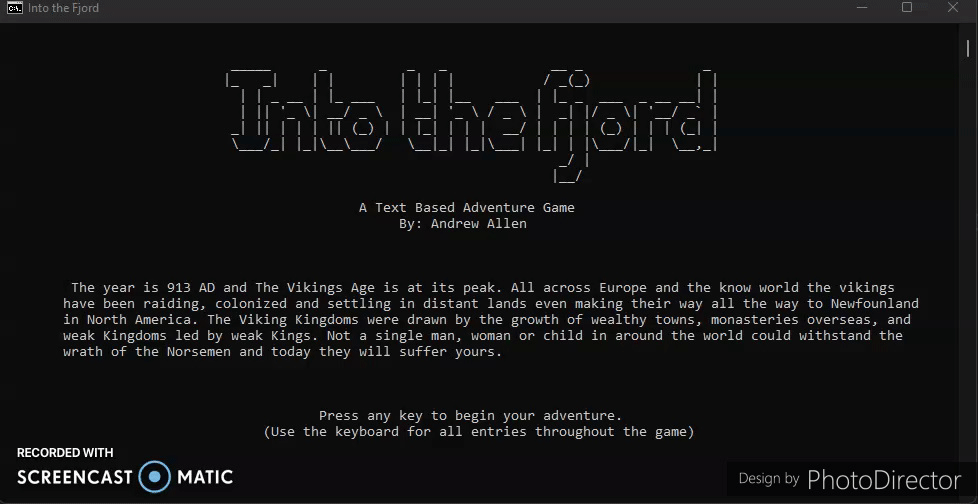 Into the Fjord
Into the fjord
A Text Based Adventure Game
By: Andrew Allen
The year is 913 AD and The Vikings Age is at its peak. All across Europe and the know world the vikings
have been raiding, colonized and settling in distant lands even making their way all the way to Newfounland
in North America. The Viking Kingdoms were drawn by the growth of wealthy towns, monasteries overseas, and
weak Kingdoms led by weak Kings. Not a single man, woman or child in around the world could withstand the
wrath of the Norsemen and today they will suffer yours.
Press any key to begin your adventure.
(Use the keyboard for all entries throughout the game)
RECORDED WITH
SCREENCAST MATIC
Design by PhotoDirector